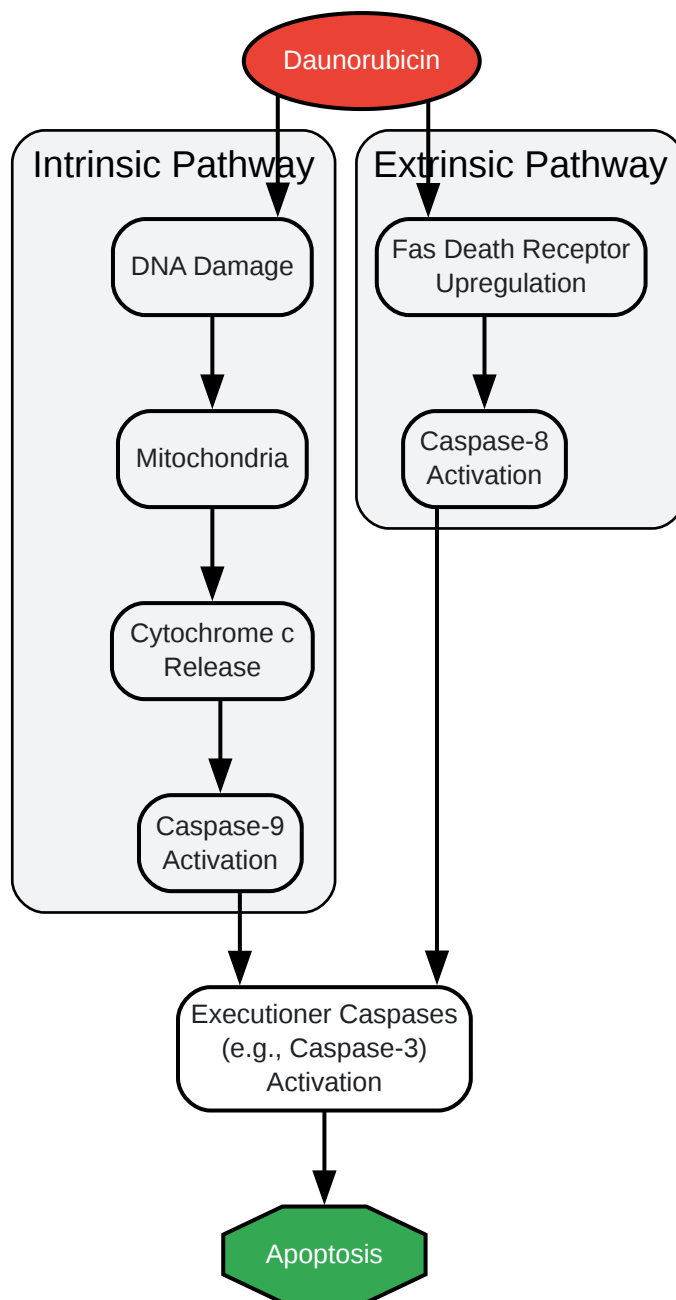 Daunorubicin
Intrinsic Pathway
DNA Damage
Mitochondria
Cytochrome c
Release
Caspase-9
Activation
Extrinsic Pathway
Fas Death Receptor
Upregulation
Caspase-8
Activation
Executioner Caspases
(e.g., Caspase-3)
Activation
Apoptosis